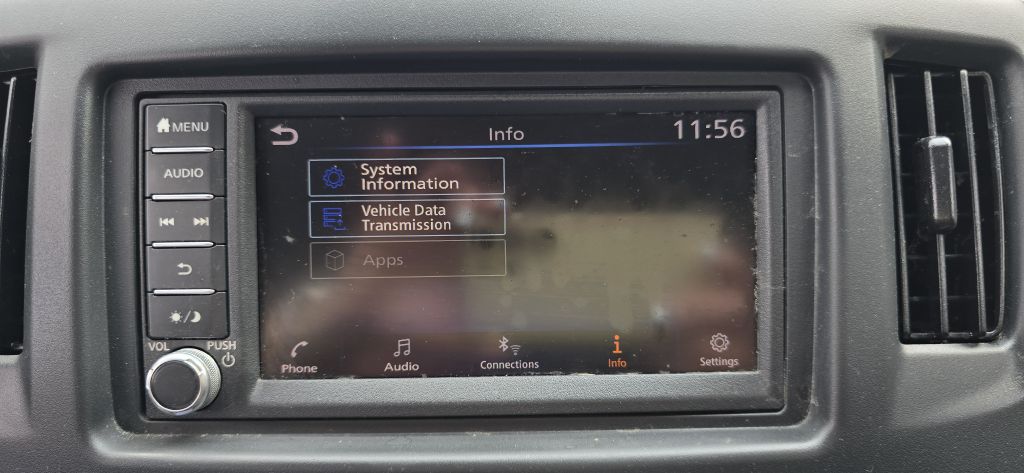 MENU
AUDIO
VOL
PUSH
Info
11:56
System
Information
Vehicle Data
Transmission
Apps
Phone
Audio
Connections
Info
Settings